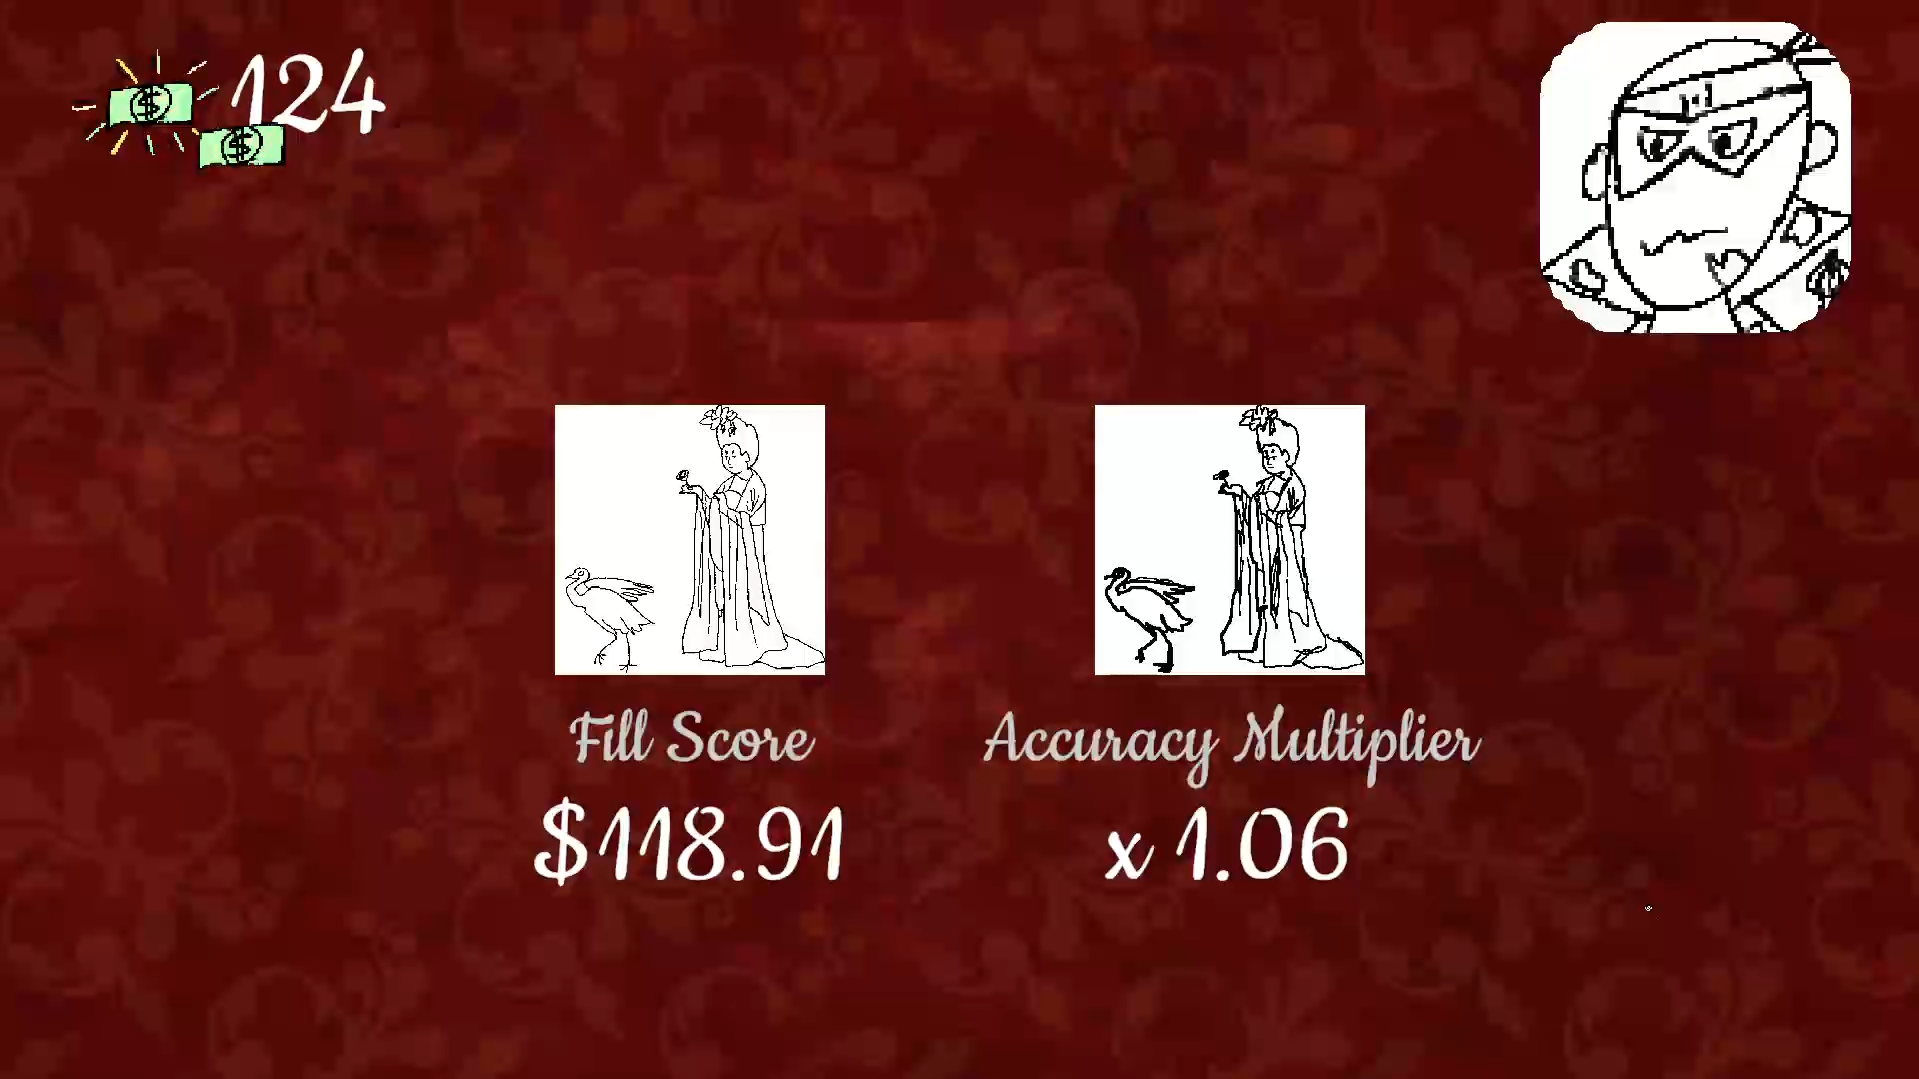 $
$
124
Fill Score
Accuracy Multiplier
$118.91
x 1.06